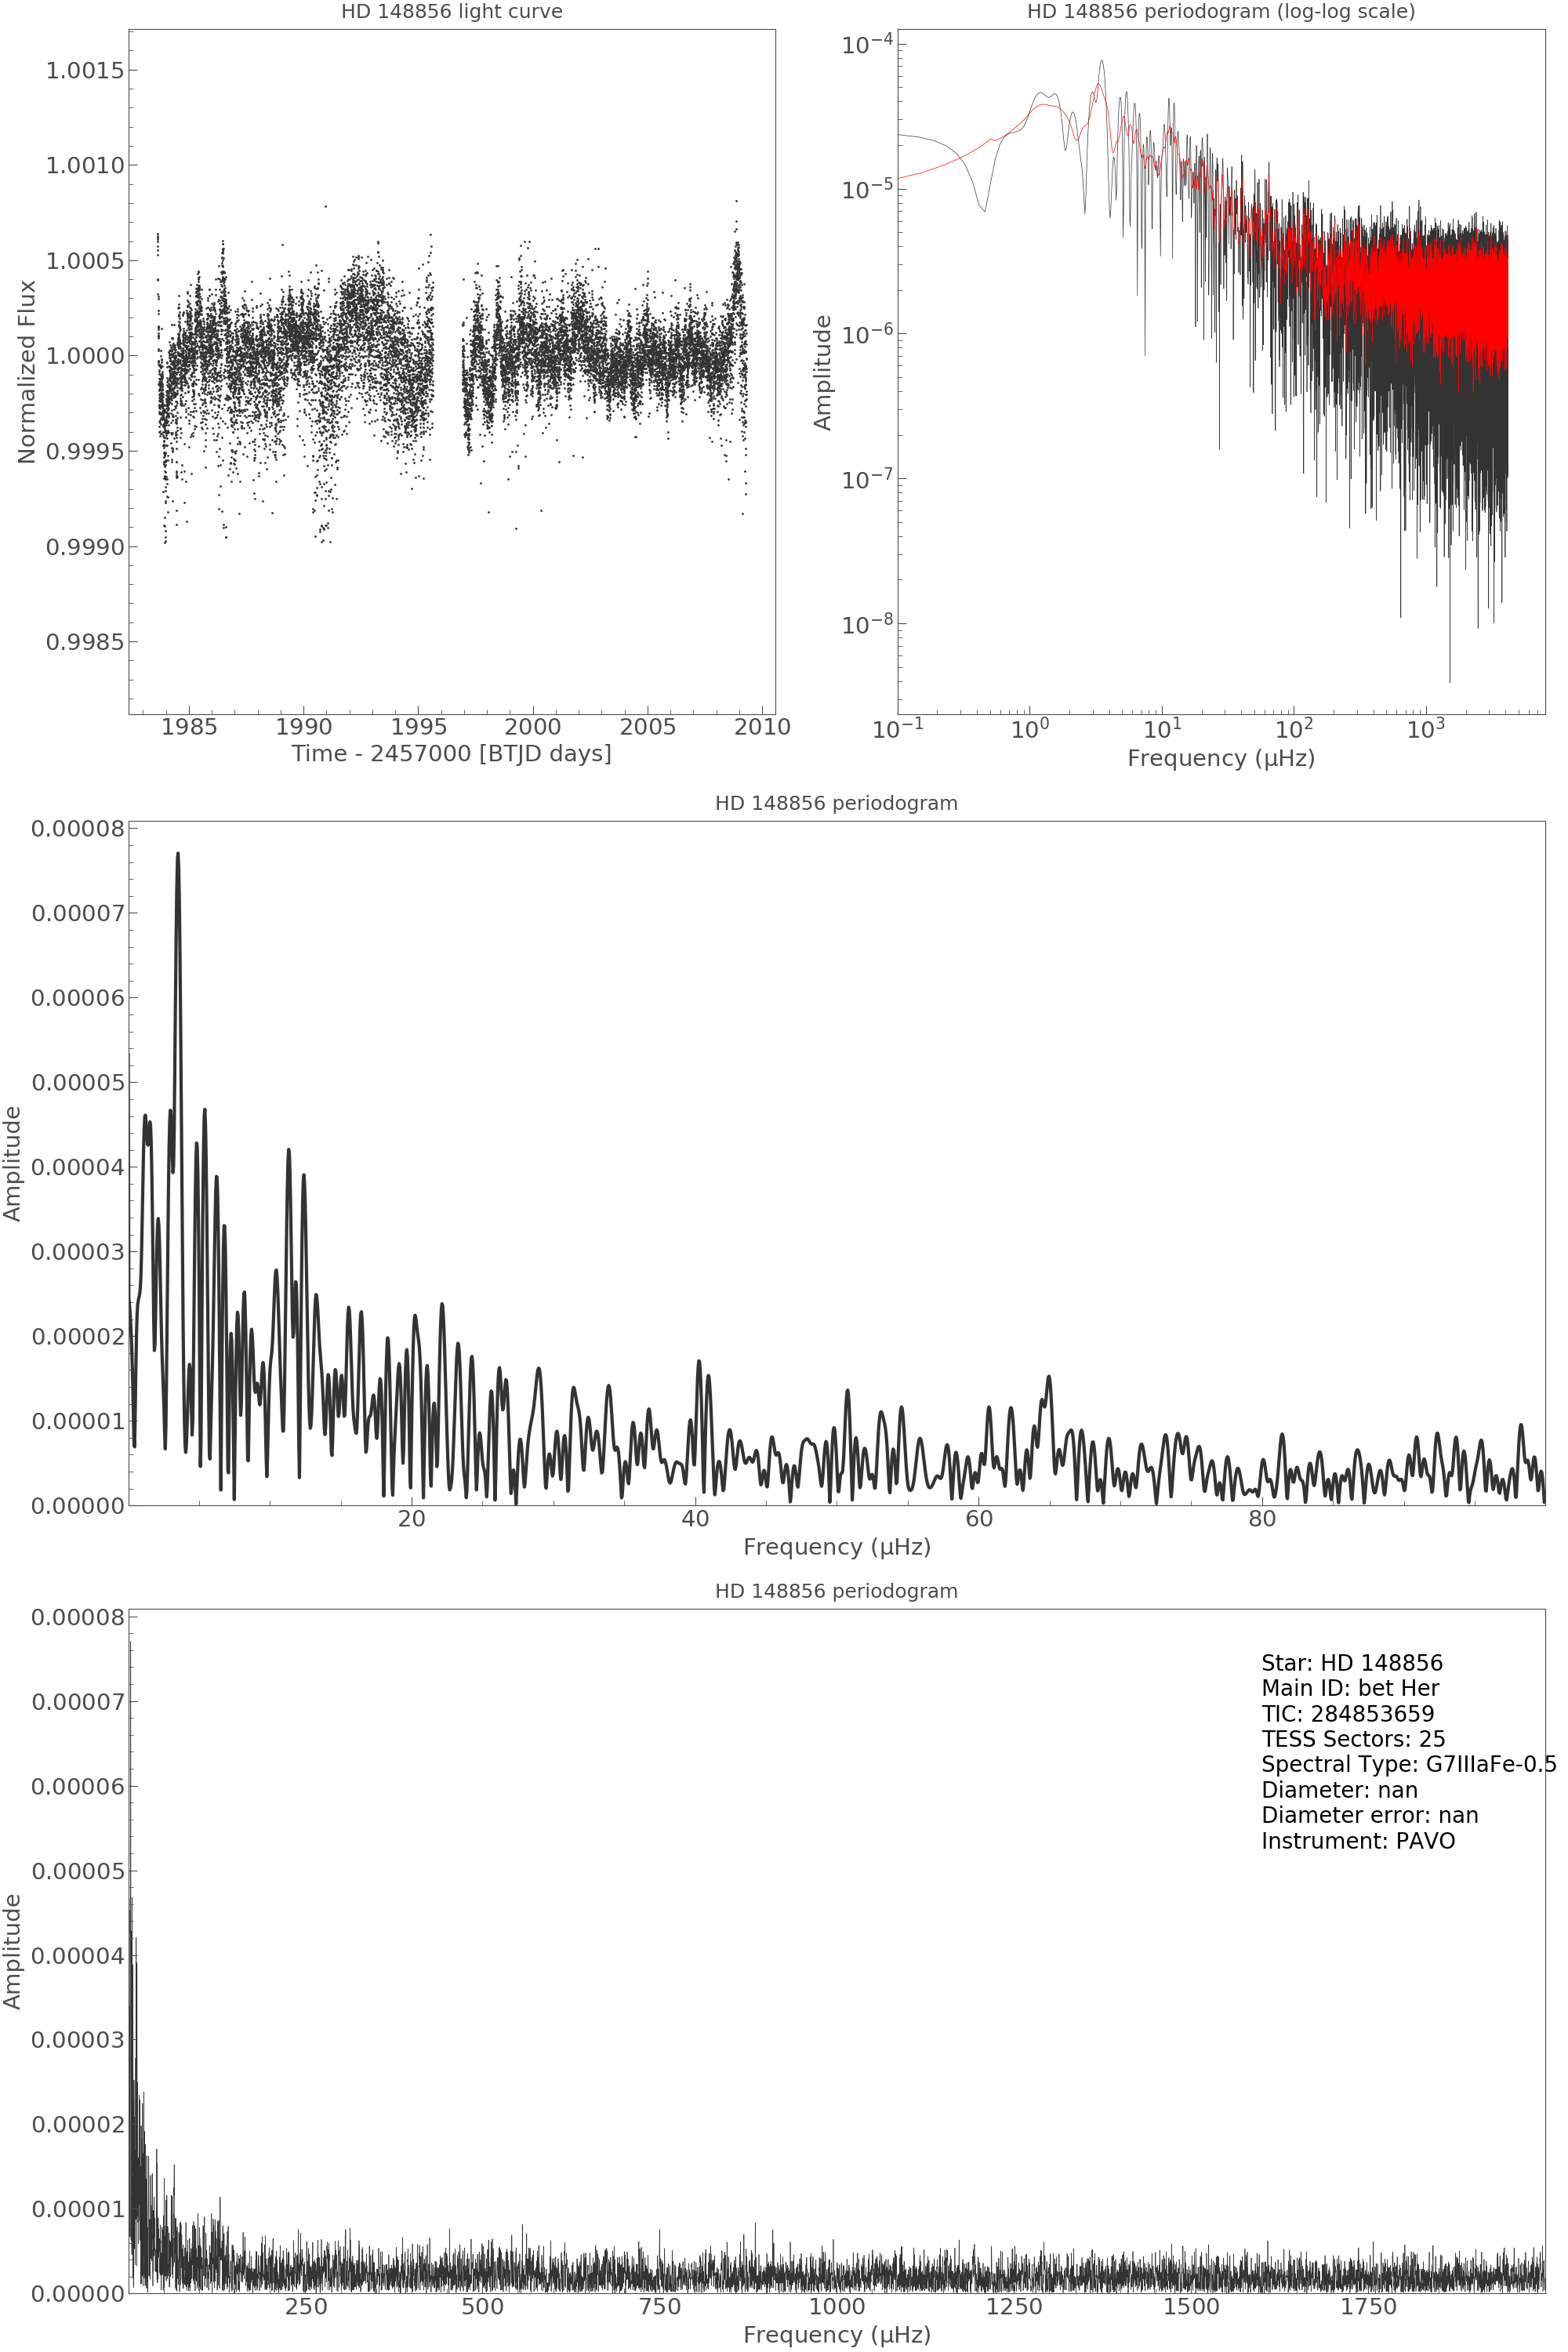 HD 148856 light curve
1.0015
1.0010
1.0005
1.0000
0.9995
0.9990
0.9985
Normalized Flux
1985 1990 1995 2000 2005 2010
Time - 2457000 [BTJD days]
HD 148856 periodogram (log-log scale)
10⁻⁴
10⁻⁵
10⁻⁶
10⁻⁷
10⁻⁸
Amplitude
10⁻¹ 10⁰ 10¹ 10² 10³
Frequency (μHz)
HD 148856 periodogram
0.00008
0.00007
0.00006
0.00005
0.00004
0.00003
0.00002
0.00001
0.00000
Amplitude
20 40 60 80
Frequency (μHz)
HD 148856 periodogram
0.00008
0.00007
0.00006
0.00005
0.00004
0.00003
0.00002
0.00001
0.00000
Amplitude
Star: HD 148856
Main ID: bet Her
TIC: 284853659
TESS Sectors: 25
Spectral Type: G7IIIaFe-0.5
Diameter: nan
Diameter error: nan
Instrument: PAVO
250 500 750 1000 1250 1500 1750
Frequency (μHz)